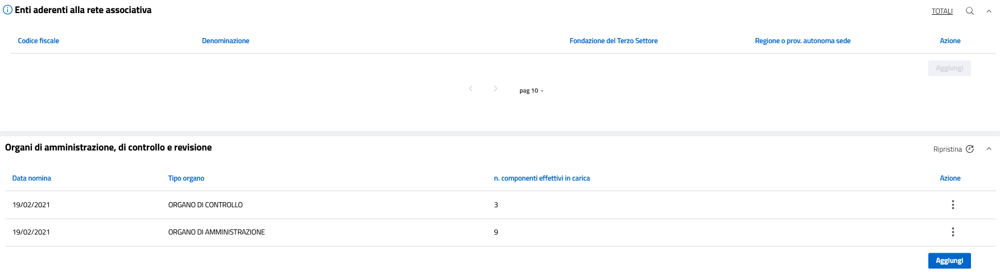 Enti aderenti alla rete associativa TOTALI
Codice fiscale Denominazione Fondazione del Terzo Settore Regione o prov. autonoma sede Azione
Aggiungi
pag 10
Organi di amministrazione, di controllo e revisione Ripristina
Data nomina Tipo organo n. componenti effettivi in carica Azione
19/02/2021 ORGANO DI CONTROLLO 3
19/02/2021 ORGANO DI AMMINISTRAZIONE 9
Aggiungi